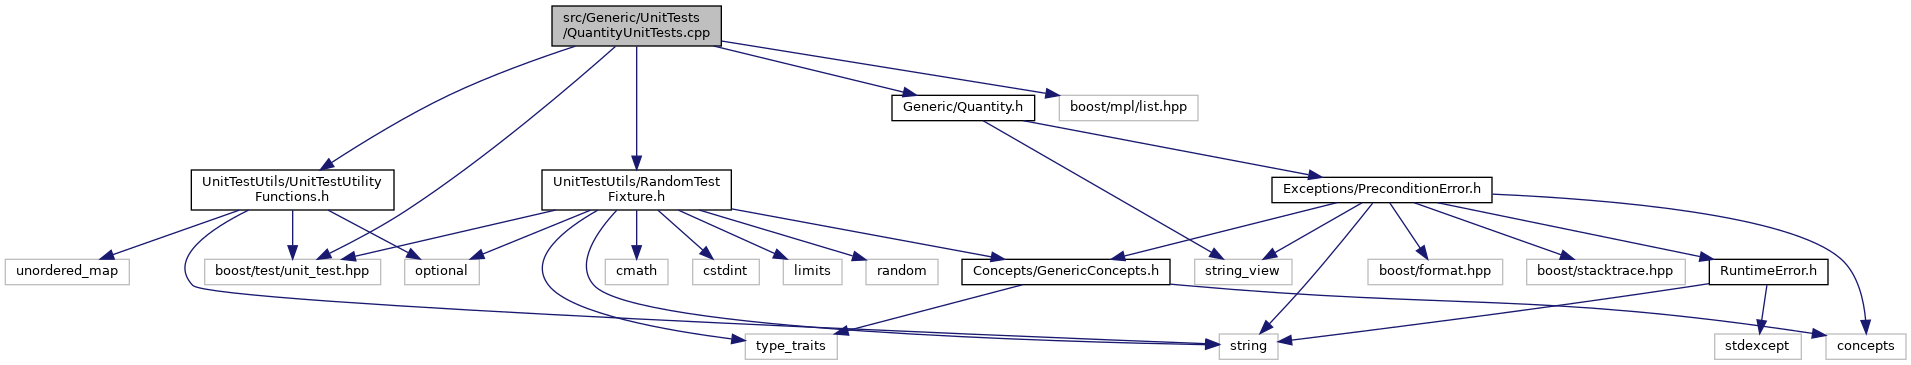 src/Generic/UnitTests
/QuantityUnitTests.cpp
Generic/Quantity.h
boost/mpl/list.hpp
UnitTestUtils/UnitTestUtility
Functions.h
UnitTestUtils/RandomTest
Fixture.h
Exceptions/PreconditionError.h
unordered_map
boost/test/unit_test.hpp
optional
cmath
cstdint
limits
random
Concepts/GenericConcepts.h
string_view
boost/format.hpp
boost/stacktrace.hpp
RuntimeError.h
type_traits
string
stdexcept
concepts